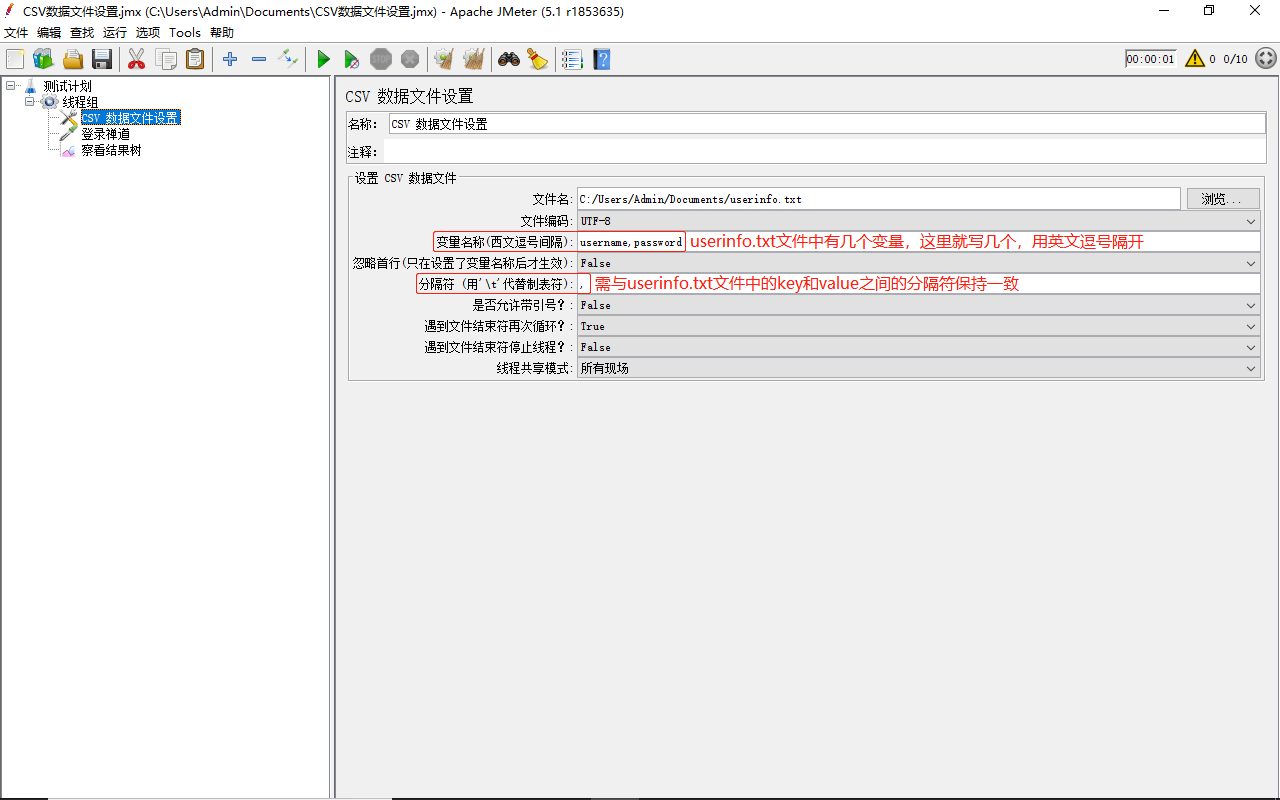 CSV数据文件设置.jmx (C:\Users\Admin\Documents\CSV数据文件设置.jmx) - Apache JMeter (5.1 r1853635)
文件 编辑 查找 运行 选项 Tools 帮助
STOP
00:00:01 0 0/10
测试计划
线程组
CSV 数据文件设置
登录禅道
察看结果树
CSV 数据文件设置
名称: CSV 数据文件设置
注释:
设置 CSV 数据文件
文件名: C:/Users/Admin/Documents/userinfo.txt 浏览...
文件编码: UTF-8
变量名称(西文逗号间隔): username,password userinfo.txt文件中有几个变量，这里就写几个，用英文逗号隔开
忽略首行(只在设置了变量名称后才生效): False
分隔符 (用'\t'代替制表符): , 需与userinfo.txt文件中的key和value之间的分隔符保持一致
是否允许带引号？: False
遇到文件结束符再次循环？: True
遇到文件结束符停止线程？: False
线程共享模式: 所有现场